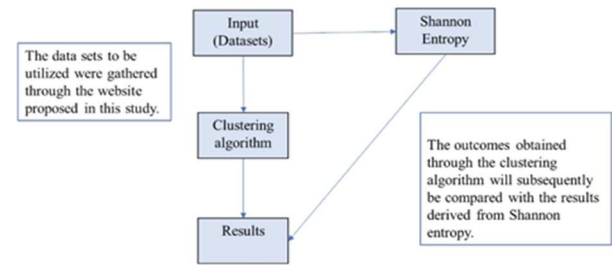 Input
(Datasets)
Shannon
Entropy
The data sets to be
utilized were gathered
through the website
proposed in this study.
Clustering
algorithm
The outcomes obtained
through the clustering
algorithm will subsequently
be compared with the results
derived from Shannon
entropy.
Results